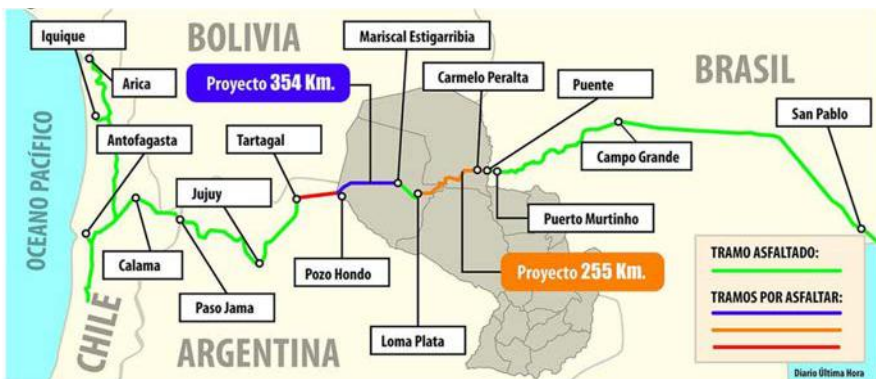 Iquique
BOLIVIA
Mariscal Estigarribia
Arica
Proyecto 354 Km.
Carmelo Peralta
BRASIL
Puente
San Pablo
OCEANO PACÍFICO
Antofagasta
Tartagal
Campo Grande
Jujuy
Puerto Murtinho
Calama
Pozo Hondo
Proyecto 255 Km.
Paso Jama
Loma Plata
CHILE
ARGENTINA
TRAMO ASFALTADO:
TRAMOS POR ASFALTAR:
Diario Última Hora